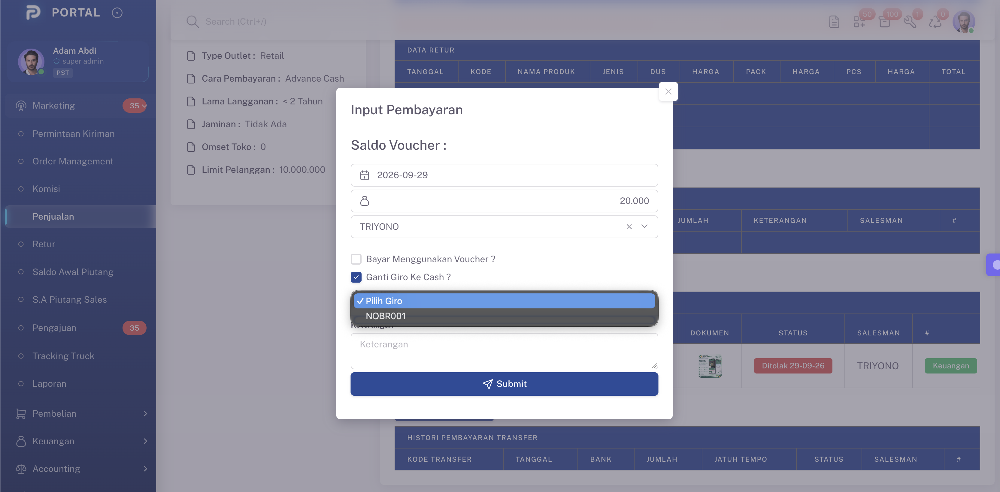 PORTAL
Search (Ctrl+/)
50
100
1
0
Adam Abdi
super admin
PST
Marketing
35
Permintaan Kiriman
Order Management
Komisi
Penjualan
Retur
Saldo Awal Piutang
S.A Piutang Sales
Pengajuan
35
Tracking Truck
Laporan
Pembelian
Keuangan
Accounting
Type Outlet : Retail
Cara Pembayaran : Advance Cash
Lama Langganan : < 2 Tahun
Jaminan : Tidak Ada
Omset Toko : 0
Limit Pelanggan : 10.000.000
DATA RETUR
TANGGAL KODE NAMA PRODUK JENIS DUS HARGA PACK HARGA PCS HARGA TOTAL
Input Pembayaran
Saldo Voucher :
2026-09-29
20.000
TRIYONO
Bayar Menggunakan Voucher ?
Ganti Giro Ke Cash ?
Pilih Giro
NOBR001
Keterangan
Keterangan
Submit
JUMLAH KETERANGAN SALESMAN #
DOKUMEN STATUS SALESMAN #
Ditolak 29-09-26 TRIYONO Keuangan
HISTORI PEMBAYARAN TRANSFER
KODE TRANSFER TANGGAL BANK JUMLAH JATUH TEMPO STATUS SALESMAN #